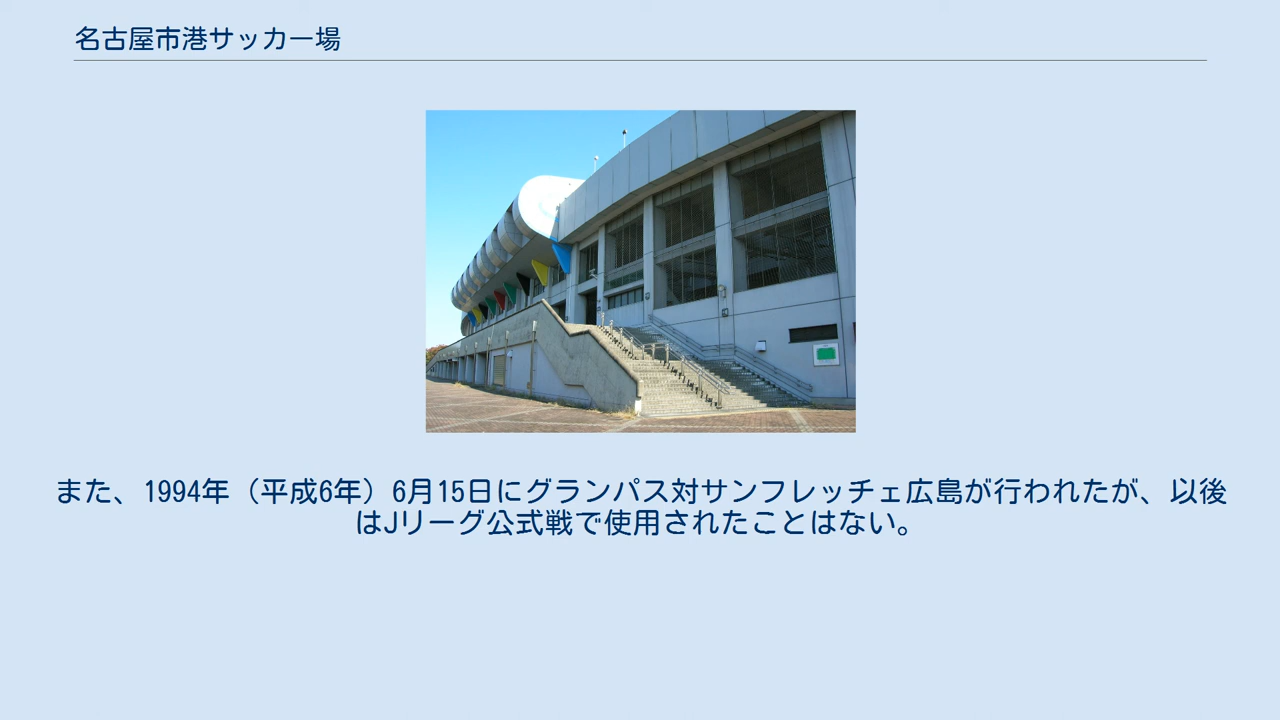 名古屋市港サッカー場
また、1994年（平成6年）6月15日にグランパス対サンフレッチェ広島が行われたが、以後
はJリーグ公式戦で使用されたことはない。